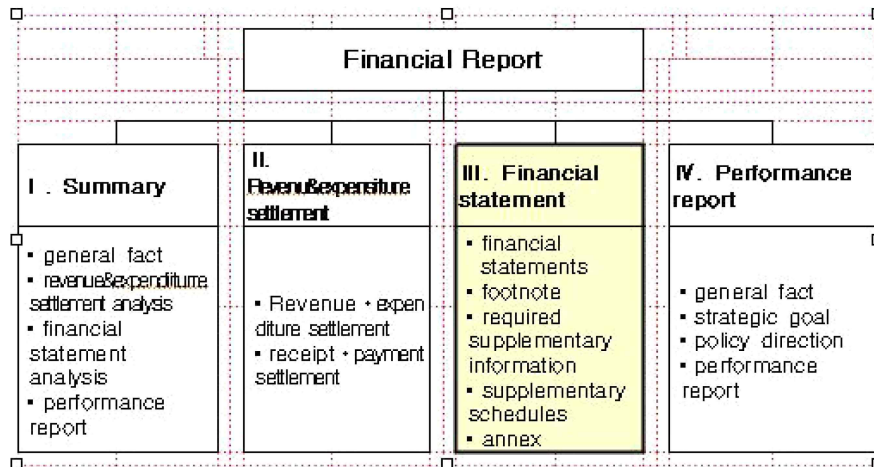 Financial Report
Ⅰ. Summary
▪ general fact
▪ revenue&expenditurne
settlement analysis
▪ financial
statement
analysis
▪ performance
report
II.
Revenu&expensiture
settlement
▪ Revenue・expen
diture settlement
▪ receipt・payment
settlement
Ⅲ. Financial
statement
▪ financial
statements
▪ footnote
▪ required
supplementary
information
▪ supplementary
schedules
▪ annex
Ⅳ. Performance
report
▪ general fact
▪ strategic goal
▪ policy direction
▪ performance
report